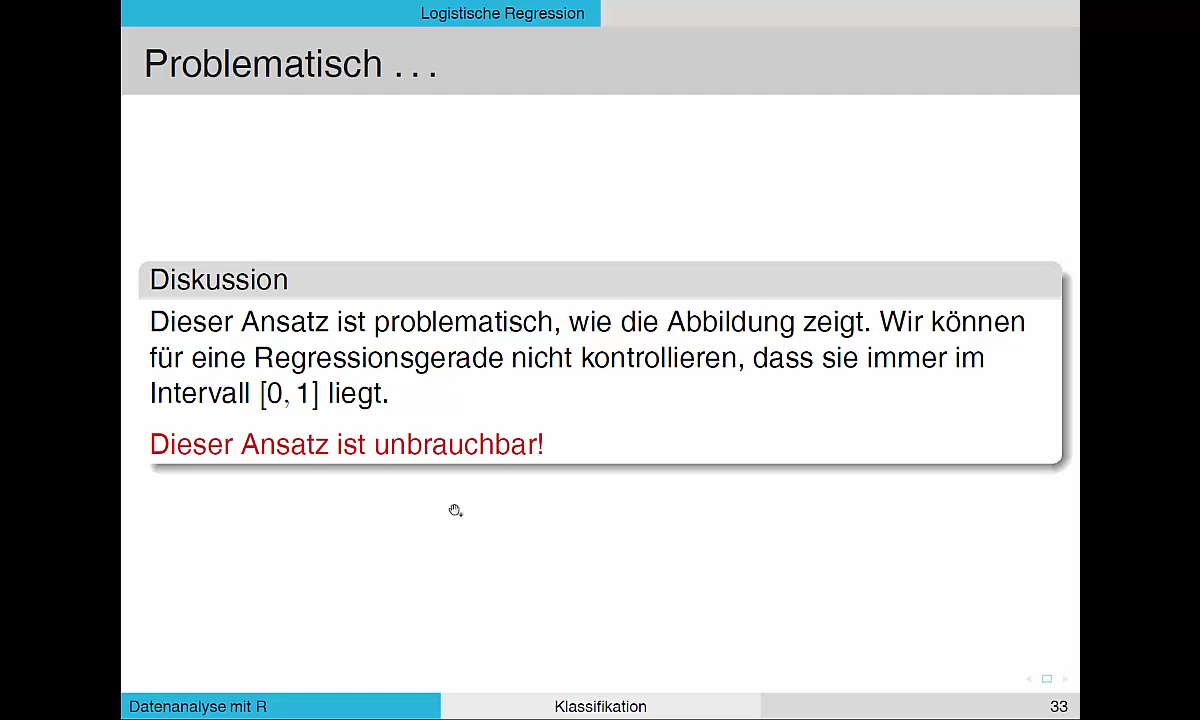 Logistische Regression
Problematisch . . .
Diskussion
Dieser Ansatz ist problematisch, wie die Abbildung zeigt. Wir können
für eine Regressionsgerade nicht kontrollieren, dass sie immer im
Intervall [0, 1] liegt.
Dieser Ansatz ist unbrauchbar!
Datenanalyse mit R
Klassifikation
33